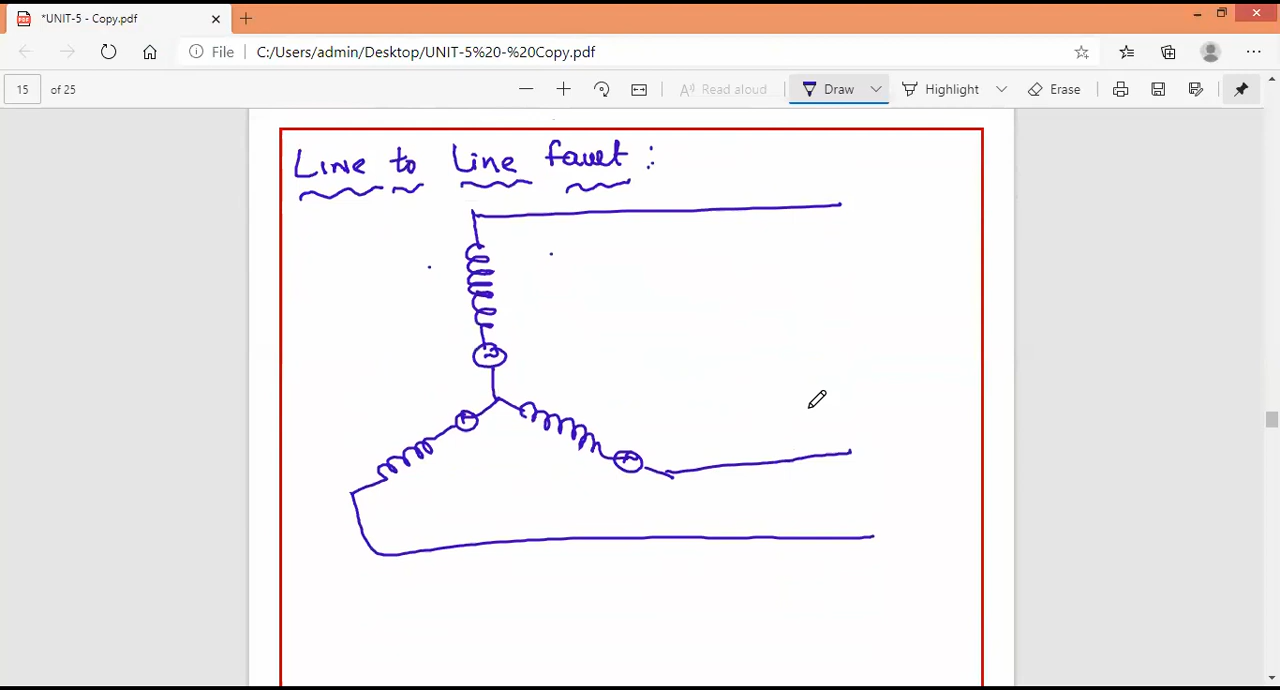 *UNIT-5 - Copy.pdf
File C:/Users/admin/Desktop/UNIT-5%20-%20Copy.pdf
15 of 25 Read aloud Draw Highlight Erase
Line to Line fault :